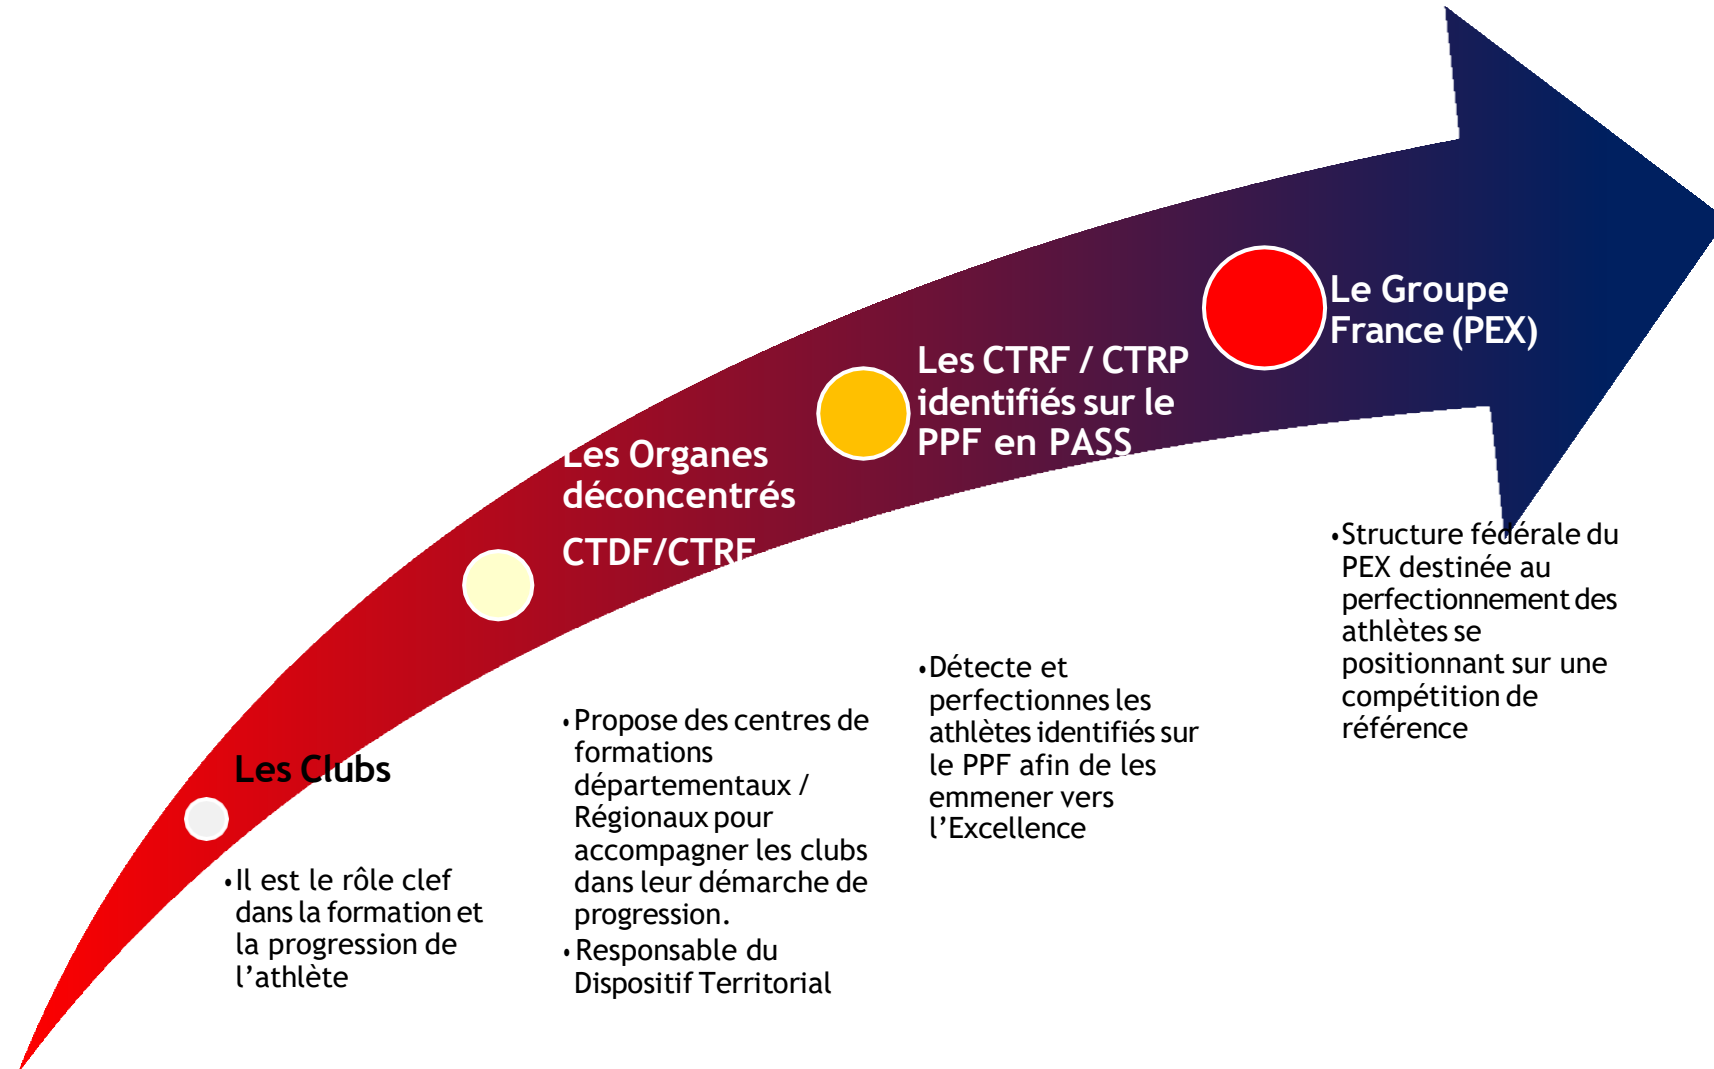 Les Clubs
•Il est le rôle clef
dans la formation et
la progression de
l’athlète
Les Organes
déconcentrés
CTDF/CTRF
•Propose des centres de
formations
départementaux /
Régionaux pour
accompagner les clubs
dans leur démarche de
progression.
•Responsable du
Dispositif Territorial
Les CTRF / CTRP
identifiés sur le
PPF en PASS
•Détecte et
perfectionnes les
athlètes identifiés sur
le PPF afin de les
emmener vers
l’Excellence
Le Groupe
France (PEX)
•Structure fédérale du
PEX destinée au
perfectionnement des
athlètes se
positionnant sur une
compétition de
référence